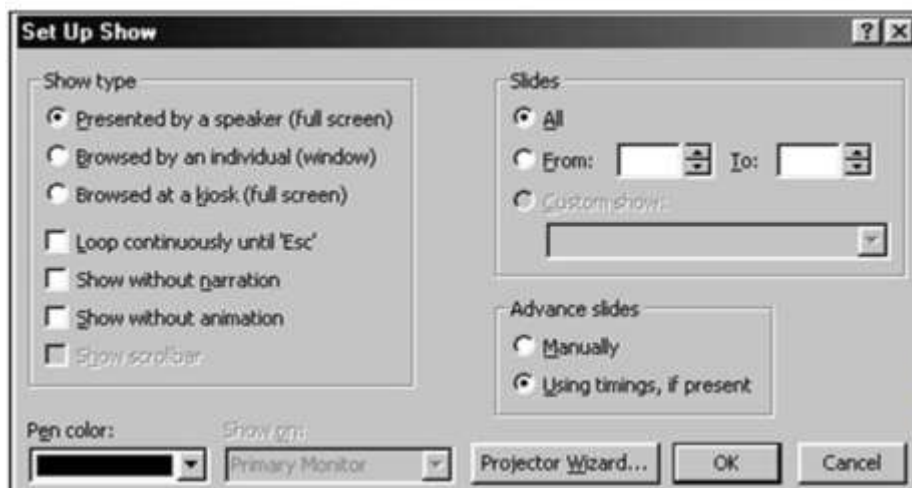 Set Up Show
Show type
Presented by a speaker (full screen)
Browsed by an individual (window)
Browsed at a kiosk (full screen)
Loop continuously until 'Esc'
Show without narration
Show without animation
Show scrollbar
Slides
All
From: To:
Custom show:
Advance slides
Manually
Using timings, if present
Pen color: Show on:
Primary Monitor Projector Wizard... OK Cancel